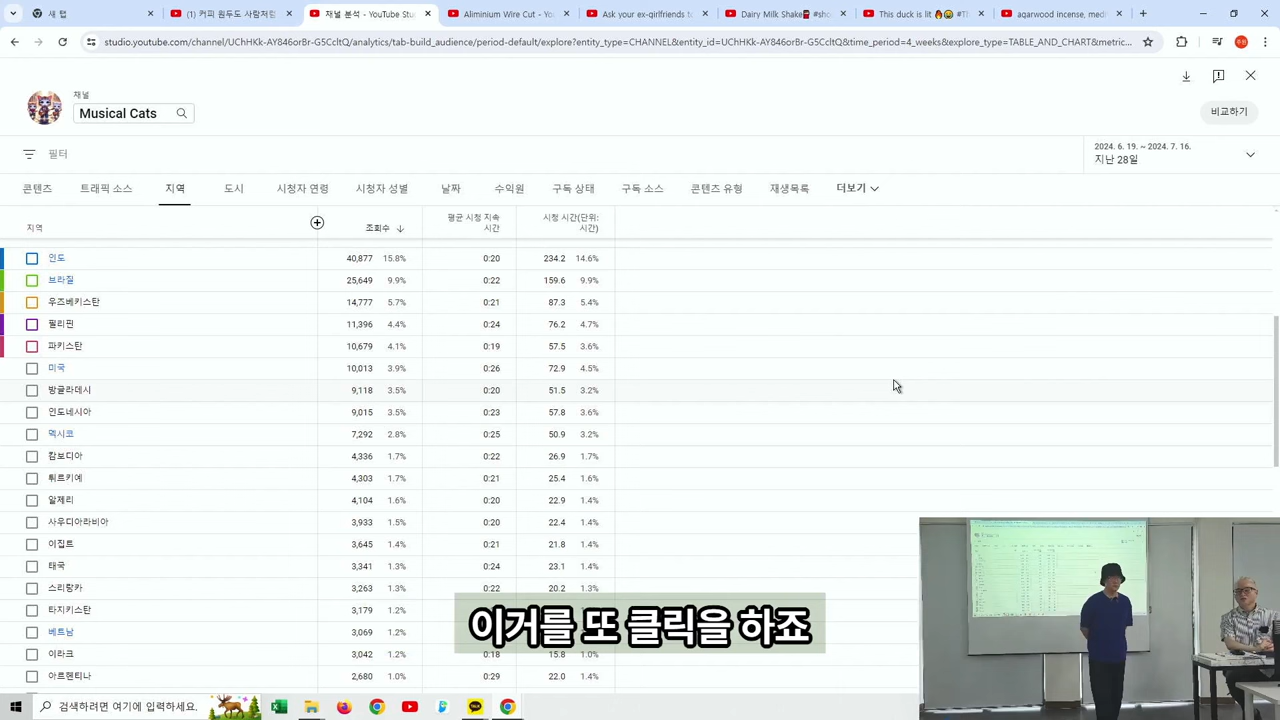 새 탭
(1) 커피 원두도 사람처럼
채널 분석 - YouTube Stu
Aliminium Wire Cut - YouTu
Ask your ex-girlfriends t
Dairy Milk Shake #sho
This duck is lit #T
aqarwood incense, med
studio.youtube.com/channel/UChHKk-AY846orBr-G5CcltQ/analytics/tab-build_audience/period-default/explore?entity_type=CHANNEL&entity_id=UChHKk-AY846orBr-G5CcltQ&time_period=4_weeks&explore_type=TABLE_AND_CHART&metric...
채널
Musical Cats
비교하기
필터
2024. 6. 19. ~ 2024. 7. 16.
지난 28일
콘텐츠 트래픽 소스 지역 도시 시청자 연령 시청자 성별 날짜 수익원 구독 상태 구독 소스 콘텐츠 유형 재생목록 더보기
지역 조회수 평균 시청 지속 시간 시청 시간(단위: 시간)
인도 40,877 15.8% 0:20 234.2 14.6%
브라질 25,649 9.9% 0:22 159.6 9.9%
우즈베키스탄 14,777 5.7% 0:21 87.3 5.4%
필리핀 11,396 4.4% 0:24 76.2 4.7%
파키스탄 10,679 4.1% 0:19 57.5 3.6%
미국 10,013 3.9% 0:26 72.9 4.5%
방글라데시 9,118 3.5% 0:20 51.5 3.2%
인도네시아 9,015 3.5% 0:23 57.8 3.6%
멕시코 7,292 2.8% 0:25 50.9 3.2%
캄보디아 4,336 1.7% 0:22 26.9 1.7%
튀르키예 4,303 1.7% 0:21 25.4 1.6%
알제리 4,104 1.6% 0:20 22.9 1.4%
사우디아라비아 3,933 1.5% 0:20 22.4 1.4%
이집트 3,645 1.4% 0:21 21.8 1.4%
태국 3,341 1.3% 0:24 23.1 1.4%
스리랑카 3,263 1.3% 0:22 20.2 1.3%
타지키스탄 3,179 1.2%
베트남 3,069 1.2%
이라크 3,042 1.2% 0:18 15.8 1.0%
아르헨티나 2,680 1.0% 0:29 22.0 1.4%
이거를 또 클릭을 하죠
검색하려면 여기에 입력하세요.
TALK